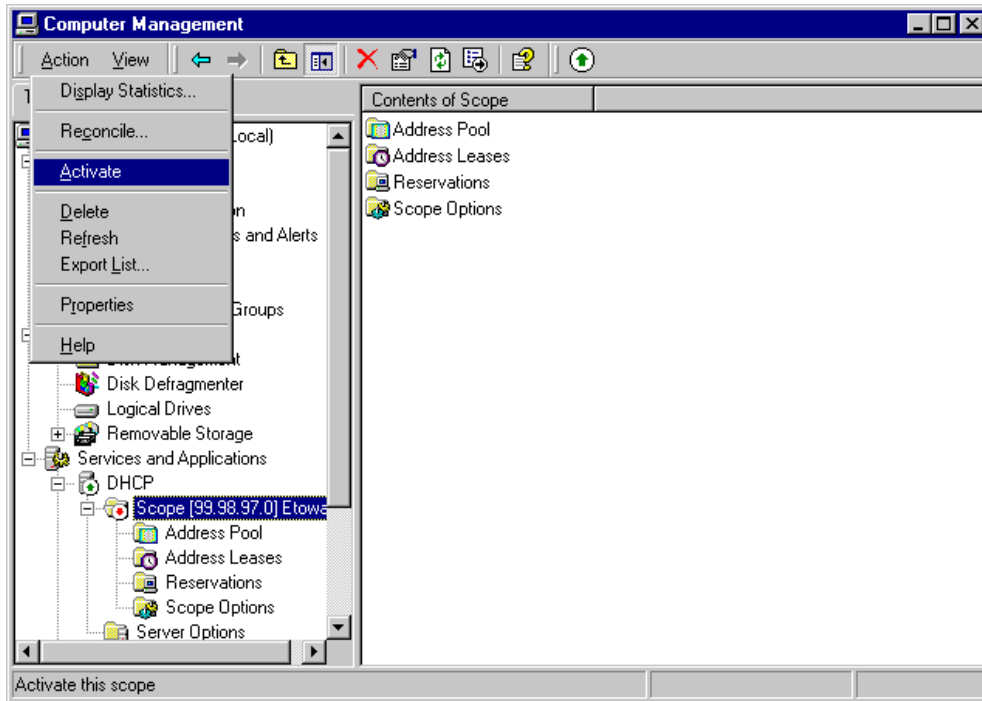 Computer Management
Action View
Display Statistics...
Reconcile...
Activate
Delete
Refresh
Export List...
Properties
Help
Local)
s and Alerts
Groups
Disk Defragmenter
Logical Drives
Removable Storage
Services and Applications
DHCP
Scope [99.98.97.0] Etowa
Address Pool
Address Leases
Reservations
Scope Options
Server Options
Contents of Scope
Address Pool
Address Leases
Reservations
Scope Options
Activate this scope